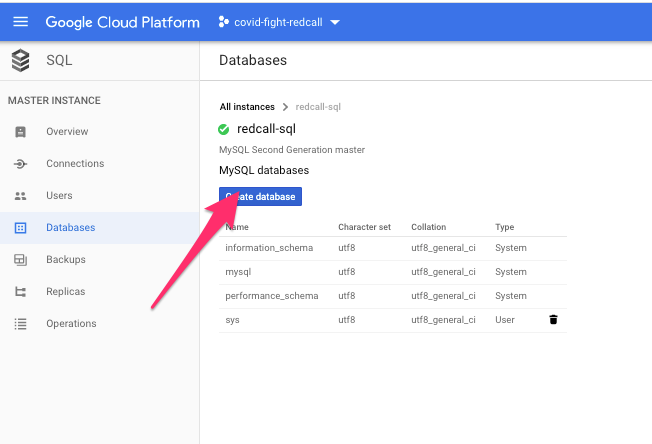 Google Cloud Platform covid-fight-redcall
SQL
Databases
MASTER INSTANCE
Overview
Connections
Users
Databases
Backups
Replicas
Operations
All instances redcall-sql
redcall-sql
MySQL Second Generation master
MySQL databases
Create database
Name Character set Collation Type
information_schema utf8 utf8_general_ci System
mysql utf8 utf8_general_ci System
performance_schema utf8 utf8_general_ci System
sys utf8 utf8_general_ci User